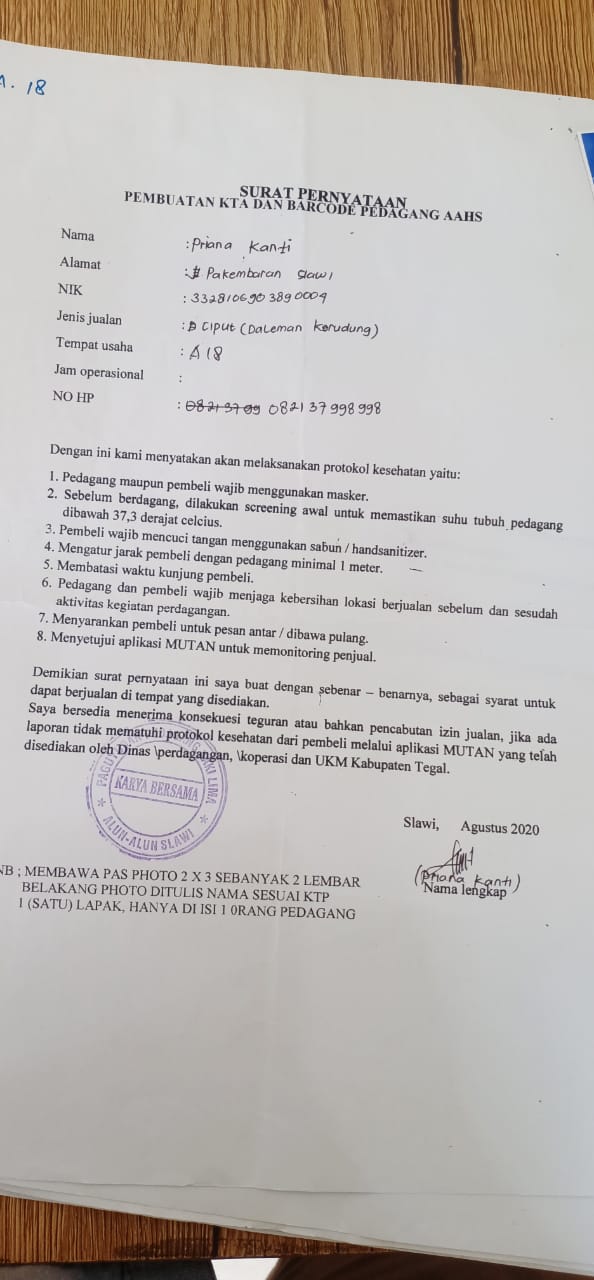 A. 18
SURAT PERNYATAAN
PEMBUATAN KTA DAN BARCODE PEDAGANG AAHS
Nama : Priana Kanti
Alamat : Pakembaran Slawi
NIK : 3328106903890009
Jenis jualan : Ciput (Daleman Kerudung)
Tempat usaha : A 18
Jam operasional :
NO HP : 0821 37 99 0821 37 998 998
Dengan ini kami menyatakan akan melaksanakan protokol kesehatan yaitu:
1. Pedagang maupun pembeli wajib menggunakan masker.
2. Sebelum berdagang, dilakukan screening awal untuk memastikan suhu tubuh pedagang
dibawah 37,3 derajat celcius.
3. Pembeli wajib mencuci tangan menggunakan sabun / handsanitizer.
4. Mengatur jarak pembeli dengan pedagang minimal 1 meter.
5. Membatasi waktu kunjung pembeli.
6. Pedagang dan pembeli wajib menjaga kebersihan lokasi berjualan sebelum dan sesudah
aktivitas kegiatan perdagangan.
7. Menyarankan pembeli untuk pesan antar / dibawa pulang.
8. Menyetujui aplikasi MUTAN untuk memonitoring penjual.
Demikian surat pernyataan ini saya buat dengan sebenar – benarnya, sebagai syarat untuk
dapat berjualan di tempat yang disediakan.
Saya bersedia menerima konsekuesi teguran atau bahkan pencabutan izin jualan, jika ada
laporan tidak mematuhi protokol kesehatan dari pembeli melalui aplikasi MUTAN yang telah
disediakan oleh Dinas \perdagangan, \koperasi dan UKM Kabupaten Tegal.
KARYA BERSAMA
ALUN-ALUN SLAWI
Slawi, Agustus 2020
(Priana Kanti)
Nama lengkap
NB ; MEMBAWA PAS PHOTO 2 X 3 SEBANYAK 2 LEMBAR
BELAKANG PHOTO DITULIS NAMA SESUAI KTP
1 (SATU) LAPAK, HANYA DI ISI 1 0RANG PEDAGANG